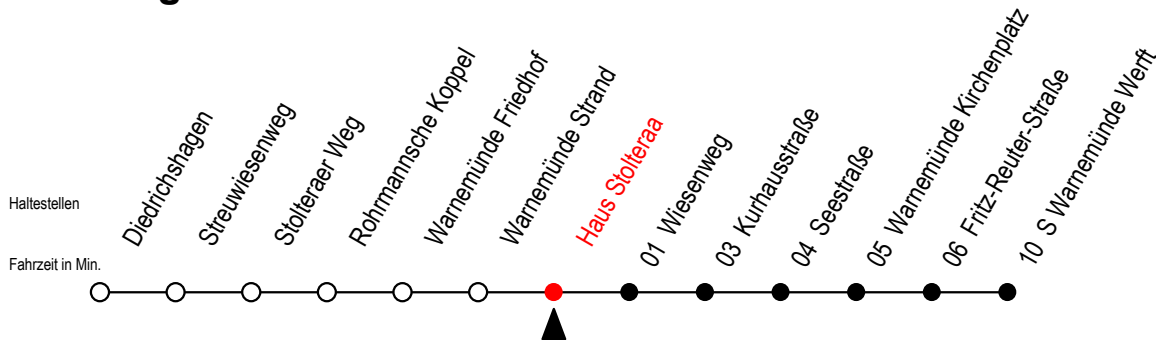 Haltestellen
Diedrichshagen
Streuwiesenweg
Stolteraer Weg
Rohrmannsche Koppel
Warnemünde Friedhof
Warnemünde Strand
Haus Stolteraa
01 Wiesenweg
03 Kurhausstraße
04 Seestraße
05 Warnemünde Kirchenplatz
06 Fritz-Reuter-Straße
10 S Warnemünde Werft
Fahrzeit in Min.